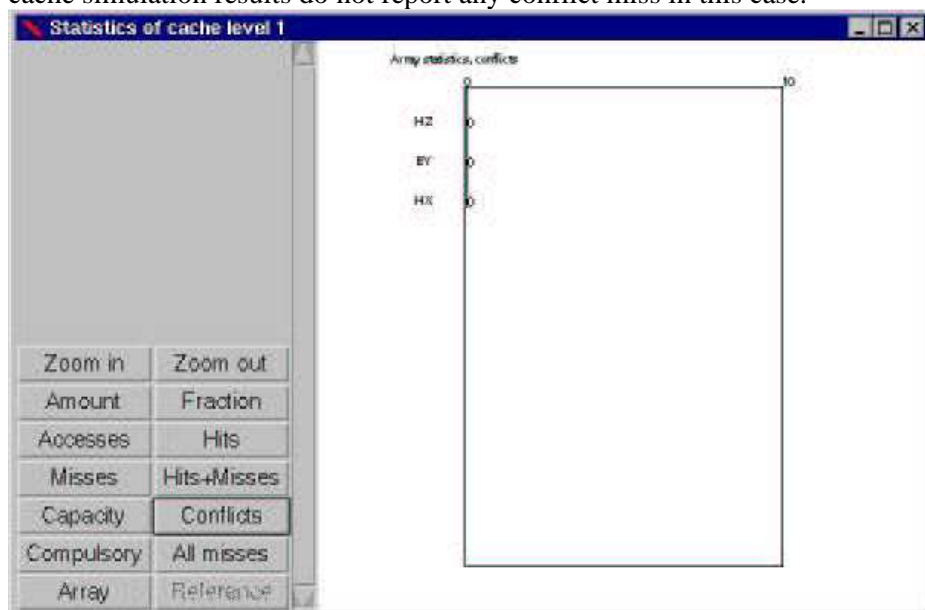 cache simulation results do not report any conflict miss in this case.
Statistics of cache level 1
Array statistics, conflicts
0 10
HZ 0
EY 0
HX 0
Zoom in Zoom out
Amount Fraction
Accesses Hits
Misses Hits+Misses
Capacity Conflicts
Compulsory All misses
Array Reference